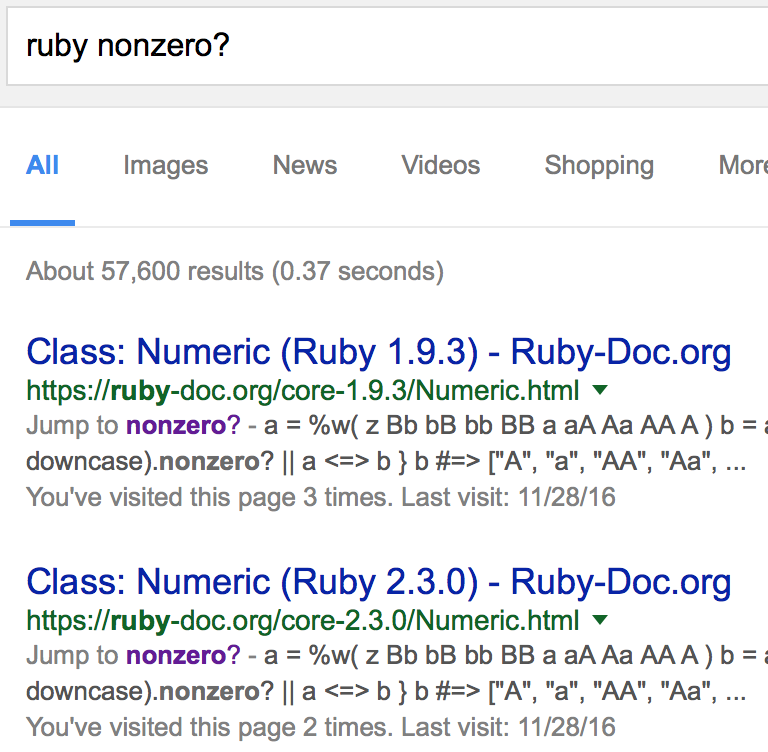 ruby nonzero?
All Images News Videos Shopping More
About 57,600 results (0.37 seconds)
Class: Numeric (Ruby 1.9.3) - Ruby-Doc.org
https://ruby-doc.org/core-1.9.3/Numeric.html
Jump to nonzero? - a = %w( z Bb bB bb BB a aA Aa AA A ) b = a
downcase).nonzero? || a <=> b } b #=> ["A", "a", "AA", "Aa", ...
You've visited this page 3 times. Last visit: 11/28/16
Class: Numeric (Ruby 2.3.0) - Ruby-Doc.org
https://ruby-doc.org/core-2.3.0/Numeric.html
Jump to nonzero? - a = %w( z Bb bB bb BB a aA Aa AA A ) b = a
downcase).nonzero? || a <=> b } b #=> ["A", "a", "AA", "Aa", ...
You've visited this page 2 times. Last visit: 11/28/16